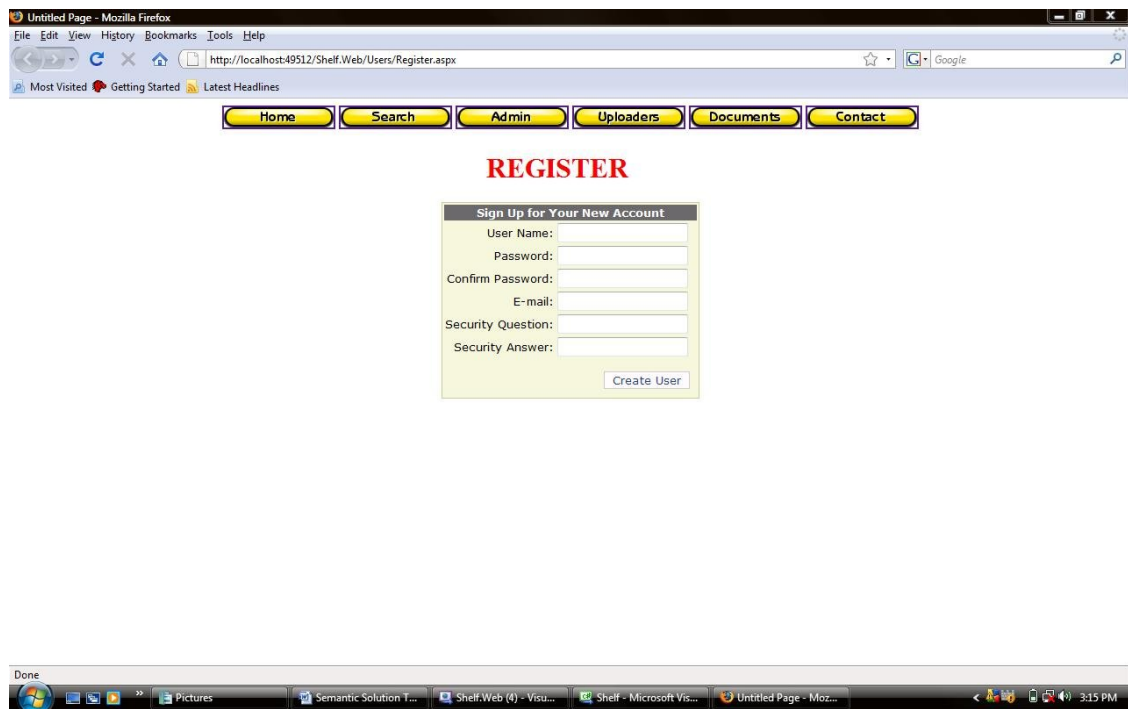 Untitled Page - Mozilla Firefox
File Edit View History Bookmarks Tools Help
http://localhost:49512/Shelf.Web/Users/Register.aspx
G Google
Most Visited Getting Started Latest Headlines
Home Search Admin Uploaders Documents Contact
REGISTER
Sign Up for Your New Account
User Name:
Password:
Confirm Password:
E-mail:
Security Question:
Security Answer:
Create User
Done
Pictures Semantic Solution T... Shelf.Web (4) - Visu... Shelf - Microsoft Vis... Untitled Page - Moz... 3:15 PM